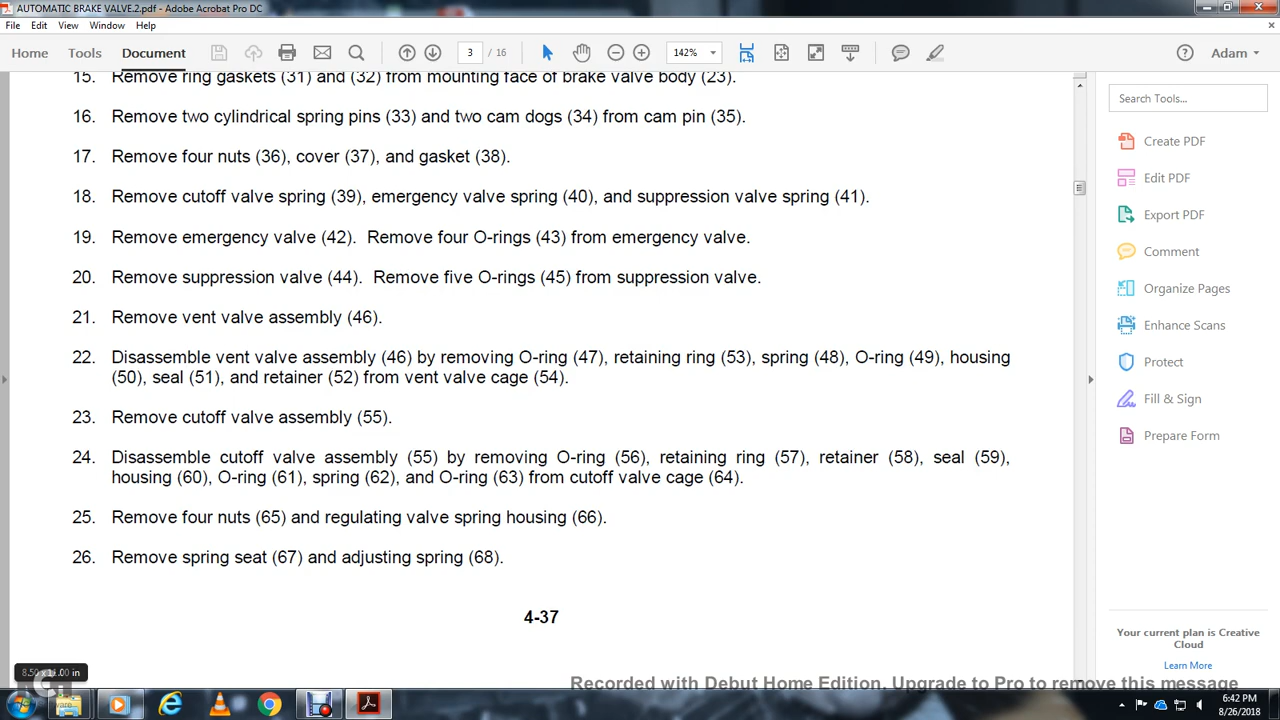 AUTOMATIC BRAKE VALVE.2.pdf - Adobe Acrobat Pro DC
File Edit View Window Help
Home Tools Document 3 / 16 142% Adam
15. Remove ring gaskets (31) and (32) from mounting face of brake valve body (23).
16. Remove two cylindrical spring pins (33) and two cam dogs (34) from cam pin (35).
17. Remove four nuts (36), cover (37), and gasket (38).
18. Remove cutoff valve spring (39), emergency valve spring (40), and suppression valve spring (41).
19. Remove emergency valve (42). Remove four O-rings (43) from emergency valve.
20. Remove suppression valve (44). Remove five O-rings (45) from suppression valve.
21. Remove vent valve assembly (46).
22. Disassemble vent valve assembly (46) by removing O-ring (47), retaining ring (53), spring (48), O-ring (49), housing
(50), seal (51), and retainer (52) from vent valve cage (54).
23. Remove cutoff valve assembly (55).
24. Disassemble cutoff valve assembly (55) by removing O-ring (56), retaining ring (57), retainer (58), seal (59),
housing (60), O-ring (61), spring (62), and O-ring (63) from cutoff valve cage (64).
25. Remove four nuts (65) and regulating valve spring housing (66).
26. Remove spring seat (67) and adjusting spring (68).
4-37
8.50 x 11.00 in
Search Tools...
Create PDF
Edit PDF
Export PDF
Comment
Organize Pages
Enhance Scans
Protect
Fill & Sign
Prepare Form
Your current plan is Creative
Cloud
Learn More
Recorded with Debut Home Edition. Upgrade to Pro to remove this message
6:42 PM
8/26/2018